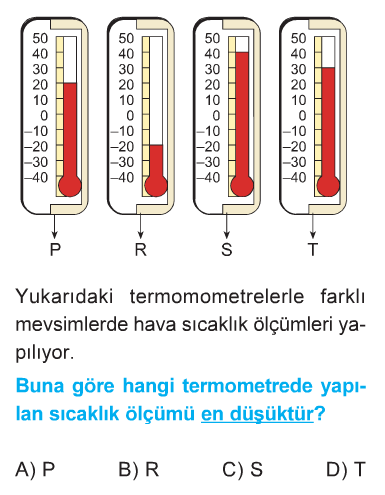 50 50 50 50
40 40 40 40
30 30 30 30
20 20 20 20
10 10 10 10
0 0 0 0
–10 –10 –10 –10
–20 –20 –20 –20
–30 –30 –30 –30
–40 –40 –40 –40
P R S T
Yukarıdaki termomometrelerle farklı
mevsimlerde hava sıcaklık ölçümleri ya-
pılıyor.
Buna göre hangi termometrede yapı-
lan sıcaklık ölçümü en düşüktür?
A) P B) R C) S D) T